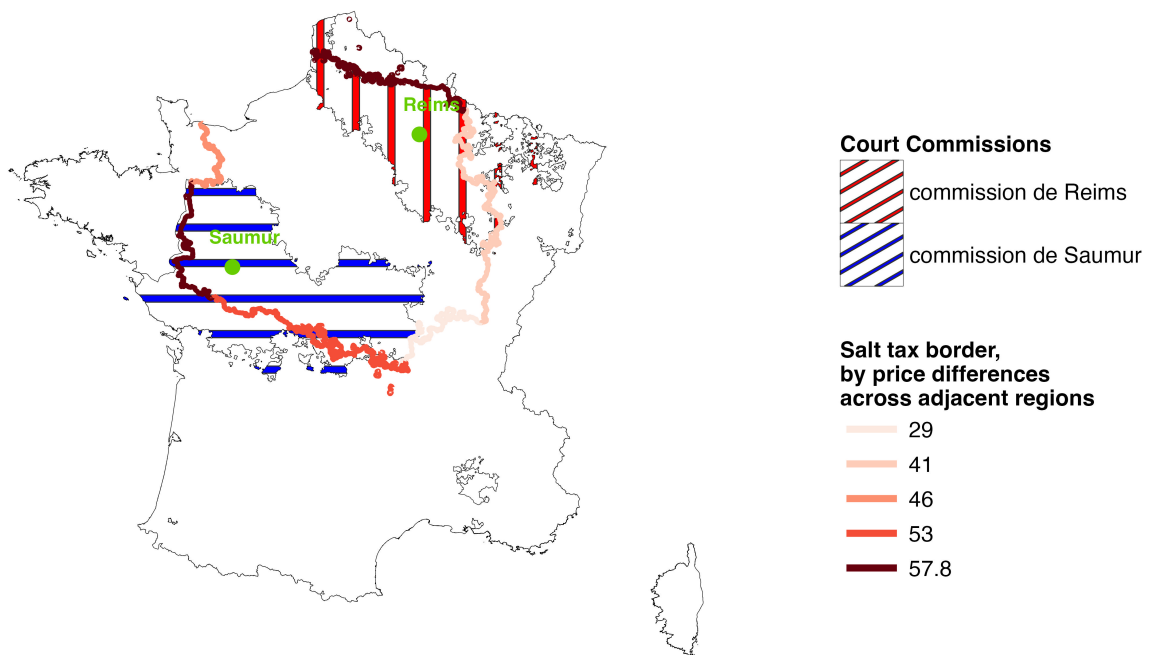 Reims
Saumur
Court Commissions
commission de Reims
commission de Saumur
Salt tax border,
by price differences
across adjacent regions
29
41
46
53
57.8